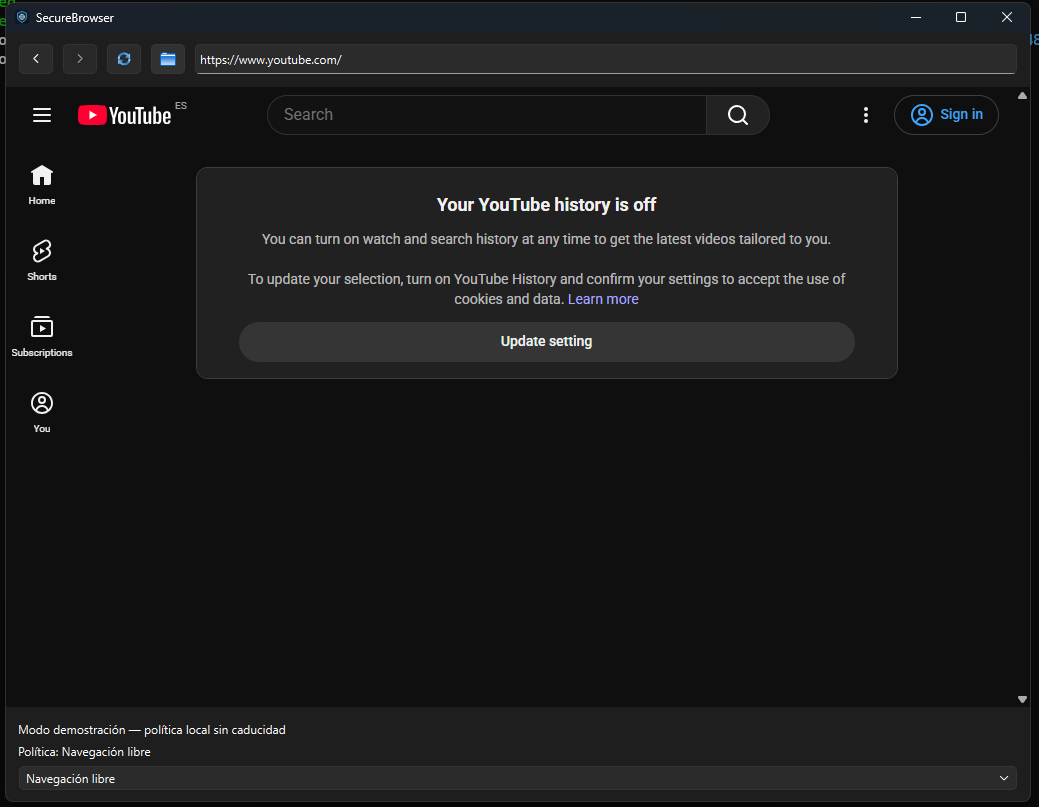 SecureBrowser
https://www.youtube.com/
YouTube ES
Search
Sign in
Home
Shorts
Subscriptions
You
Your YouTube history is off
You can turn on watch and search history at any time to get the latest videos tailored to you.
To update your selection, turn on YouTube History and confirm your settings to accept the use of
cookies and data. Learn more
Update setting
Modo demostración — política local sin caducidad
Política: Navegación libre
Navegación libre